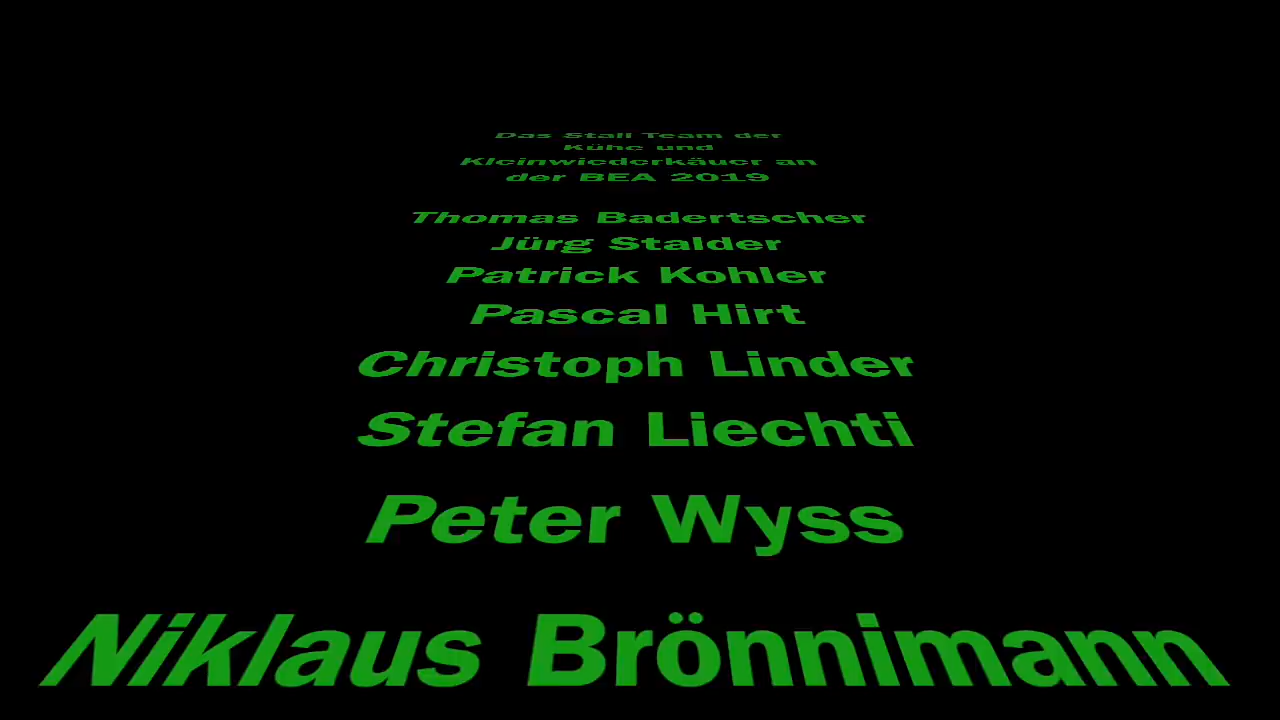 Das Stall Team der
Kühe und
Kleinwiederkäuer an
der BEA 2019
Thomas Badertscher
Jürg Stalder
Patrick Kohler
Pascal Hirt
Christoph Linder
Stefan Liechti
Peter Wyss
Niklaus Brönnimann